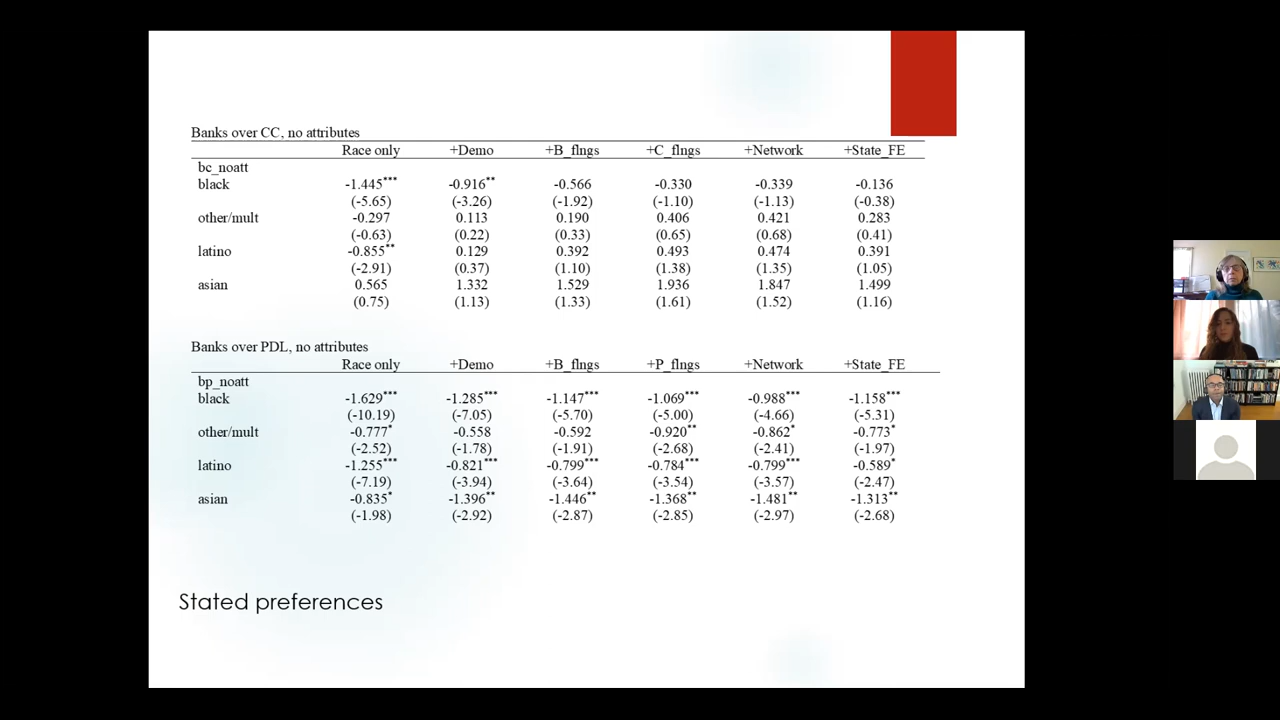 Banks over CC, no attributes
Race only +Demo +B_flngs +C_flngs +Network +State_FE
bc_noatt
black -1.445*** -0.916** -0.566 -0.330 -0.339 -0.136
(-5.65) (-3.26) (-1.92) (-1.10) (-1.13) (-0.38)
other/mult -0.297 0.113 0.190 0.406 0.421 0.283
(-0.63) (0.22) (0.33) (0.65) (0.68) (0.41)
latino -0.855** 0.129 0.392 0.493 0.474 0.391
(-2.91) (0.37) (1.10) (1.38) (1.35) (1.05)
asian 0.565 1.332 1.529 1.936 1.847 1.499
(0.75) (1.13) (1.33) (1.61) (1.52) (1.16)
Banks over PDL, no attributes
Race only +Demo +B_flngs +P_flngs +Network +State_FE
bp_noatt
black -1.629*** -1.285*** -1.147*** -1.069*** -0.988*** -1.158***
(-10.19) (-7.05) (-5.70) (-5.00) (-4.66) (-5.31)
other/mult -0.777* -0.558 -0.592 -0.920** -0.862* -0.773*
(-2.52) (-1.78) (-1.91) (-2.68) (-2.41) (-1.97)
latino -1.255*** -0.821*** -0.799*** -0.784*** -0.799*** -0.589*
(-7.19) (-3.94) (-3.64) (-3.54) (-3.57) (-2.47)
asian -0.835* -1.396** -1.446** -1.368** -1.481** -1.313**
(-1.98) (-2.92) (-2.87) (-2.85) (-2.97) (-2.68)
Stated preferences